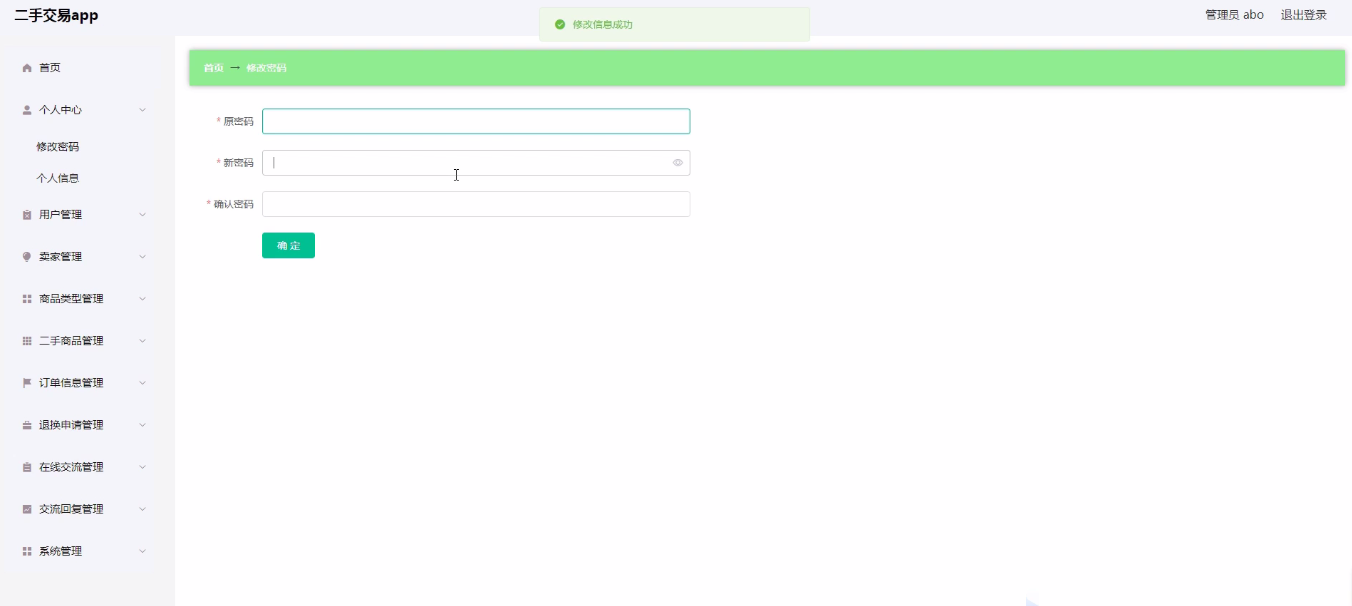 二手交易app
修改信息成功
管理员 abo 退出登录
首页
个人中心
修改密码
个人信息
用户管理
卖家管理
商品类型管理
二手商品管理
订单信息管理
退换申请管理
在线交流管理
交流回复管理
系统管理
首页 → 修改密码
* 原密码
* 新密码
* 确认密码
确 定